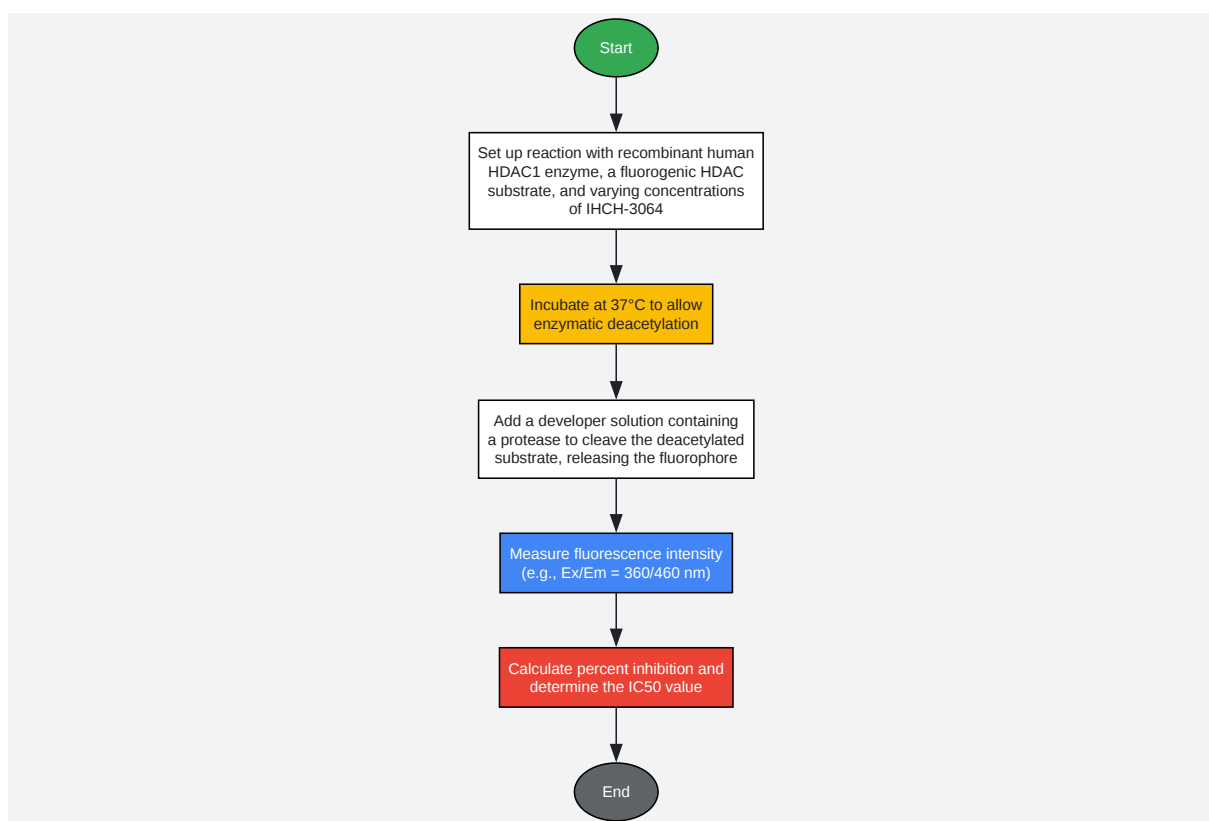 Start
Set up reaction with recombinant human
HDAC1 enzyme, a fluorogenic HDAC
substrate, and varying concentrations
of IHCH-3064
Incubate at 37°C to allow
enzymatic deacetylation
Add a developer solution containing
a protease to cleave the deacetylated
substrate, releasing the fluorophore
Measure fluorescence intensity
(e.g., Ex/Em = 360/460 nm)
Calculate percent inhibition and
determine the IC50 value
End